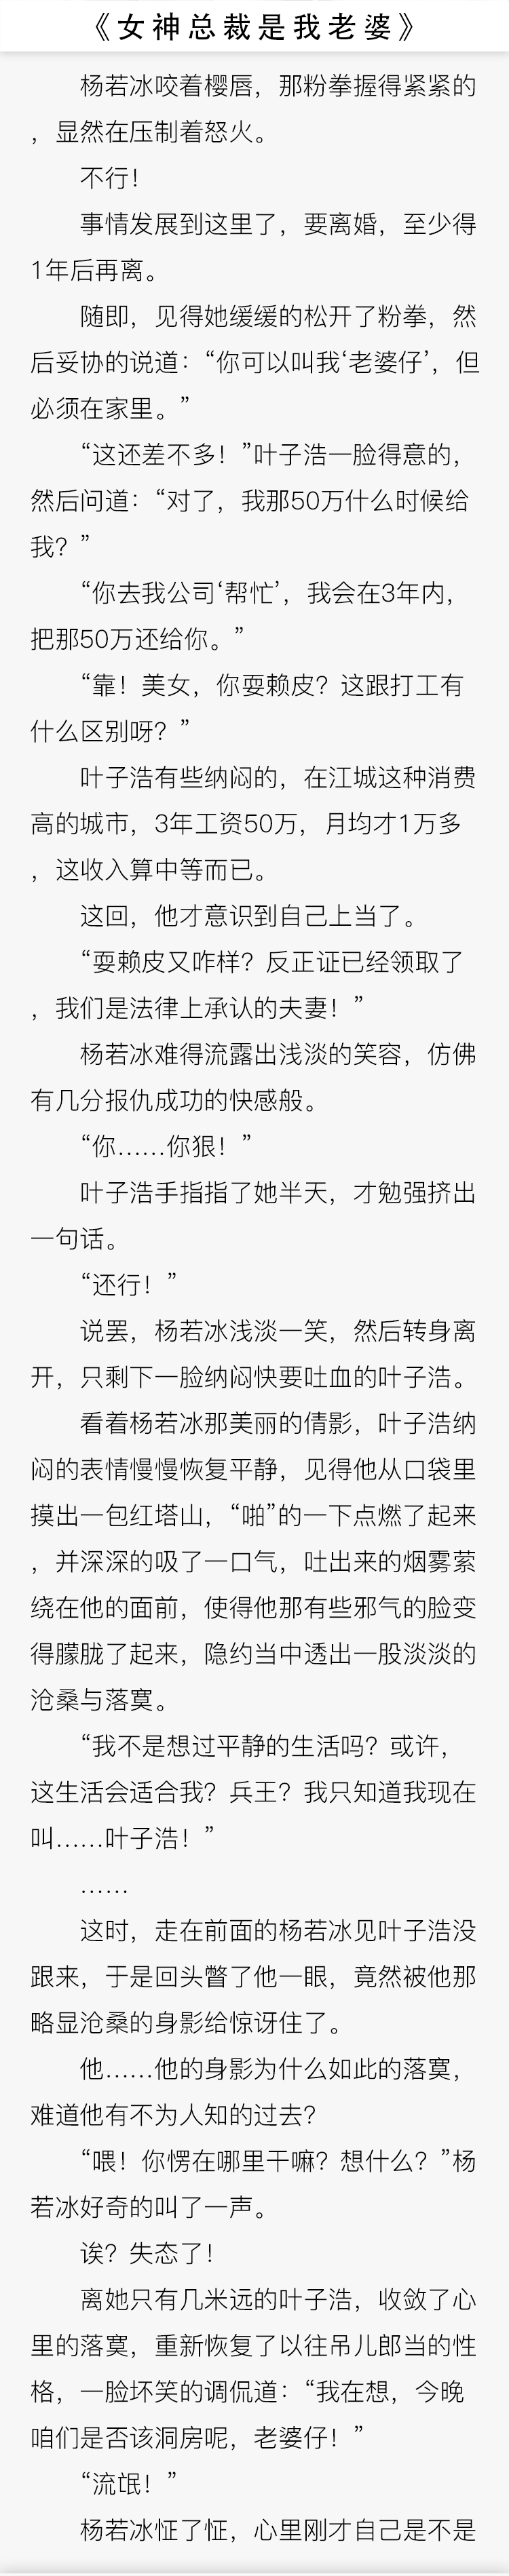 《女神总裁是我老婆》
杨若冰咬着樱唇，那粉拳握得紧紧的
，显然在压制着怒火。
不行！
事情发展到这里了，要离婚，至少得
1年后再离。
随即，见得她缓缓的松开了粉拳，然
后妥协的说道：“你可以叫我‘老婆仔’，但
必须在家里。”
“这还差不多！”叶子浩一脸得意的，
然后问道：“对了，我那50万什么时候给
我？”
“你去我公司‘帮忙’，我会在3年内，
把那50万还给你。”
“靠！美女，你耍赖皮？这跟打工有
什么区别呀？”
叶子浩有些纳闷的，在江城这种消费
高的城市，3年工资50万，月均才1万多
，这收入算中等而已。
这回，他才意识到自己上当了。
“耍赖皮又咋样？反正证已经领取了
，我们是法律上承认的夫妻！”
杨若冰难得流露出浅淡的笑容，仿佛
有几分报仇成功的快感般。
“你……你狠！”
叶子浩手指指了她半天，才勉强挤出
一句话。
“还行！”
说罢，杨若冰浅淡一笑，然后转身离
开，只剩下一脸纳闷快要吐血的叶子浩。
看着杨若冰那美丽的倩影，叶子浩纳
闷的表情慢慢恢复平静，见得他从口袋里
摸出一包红塔山，“啪”的一下点燃了起来
，并深深的吸了一口气，吐出来的烟雾萦
绕在他的面前，使得他那有些邪气的脸变
得朦胧了起来，隐约当中透出一股淡淡的
沧桑与落寞。
“我不是想过平静的生活吗？或许，
这生活会适合我？兵王？我只知道我现在
叫……叶子浩！”
……
这时，走在前面的杨若冰见叶子浩没
跟来，于是回头瞥了他一眼，竟然被他那
略显沧桑的身影给惊讶住了。
他……他的身影为什么如此的落寞，
难道他有不为人知的过去？
“喂！你愣在哪里干嘛？想什么？”杨
若冰好奇的叫了一声。
诶？失态了！
离她只有几米远的叶子浩，收敛了心
里的落寞，重新恢复了以往吊儿郎当的性
格，一脸坏笑的调侃道：“我在想，今晚
咱们是否该洞房呢，老婆仔！”
“流氓！”
杨若冰怔了怔，心里刚才自己是不是